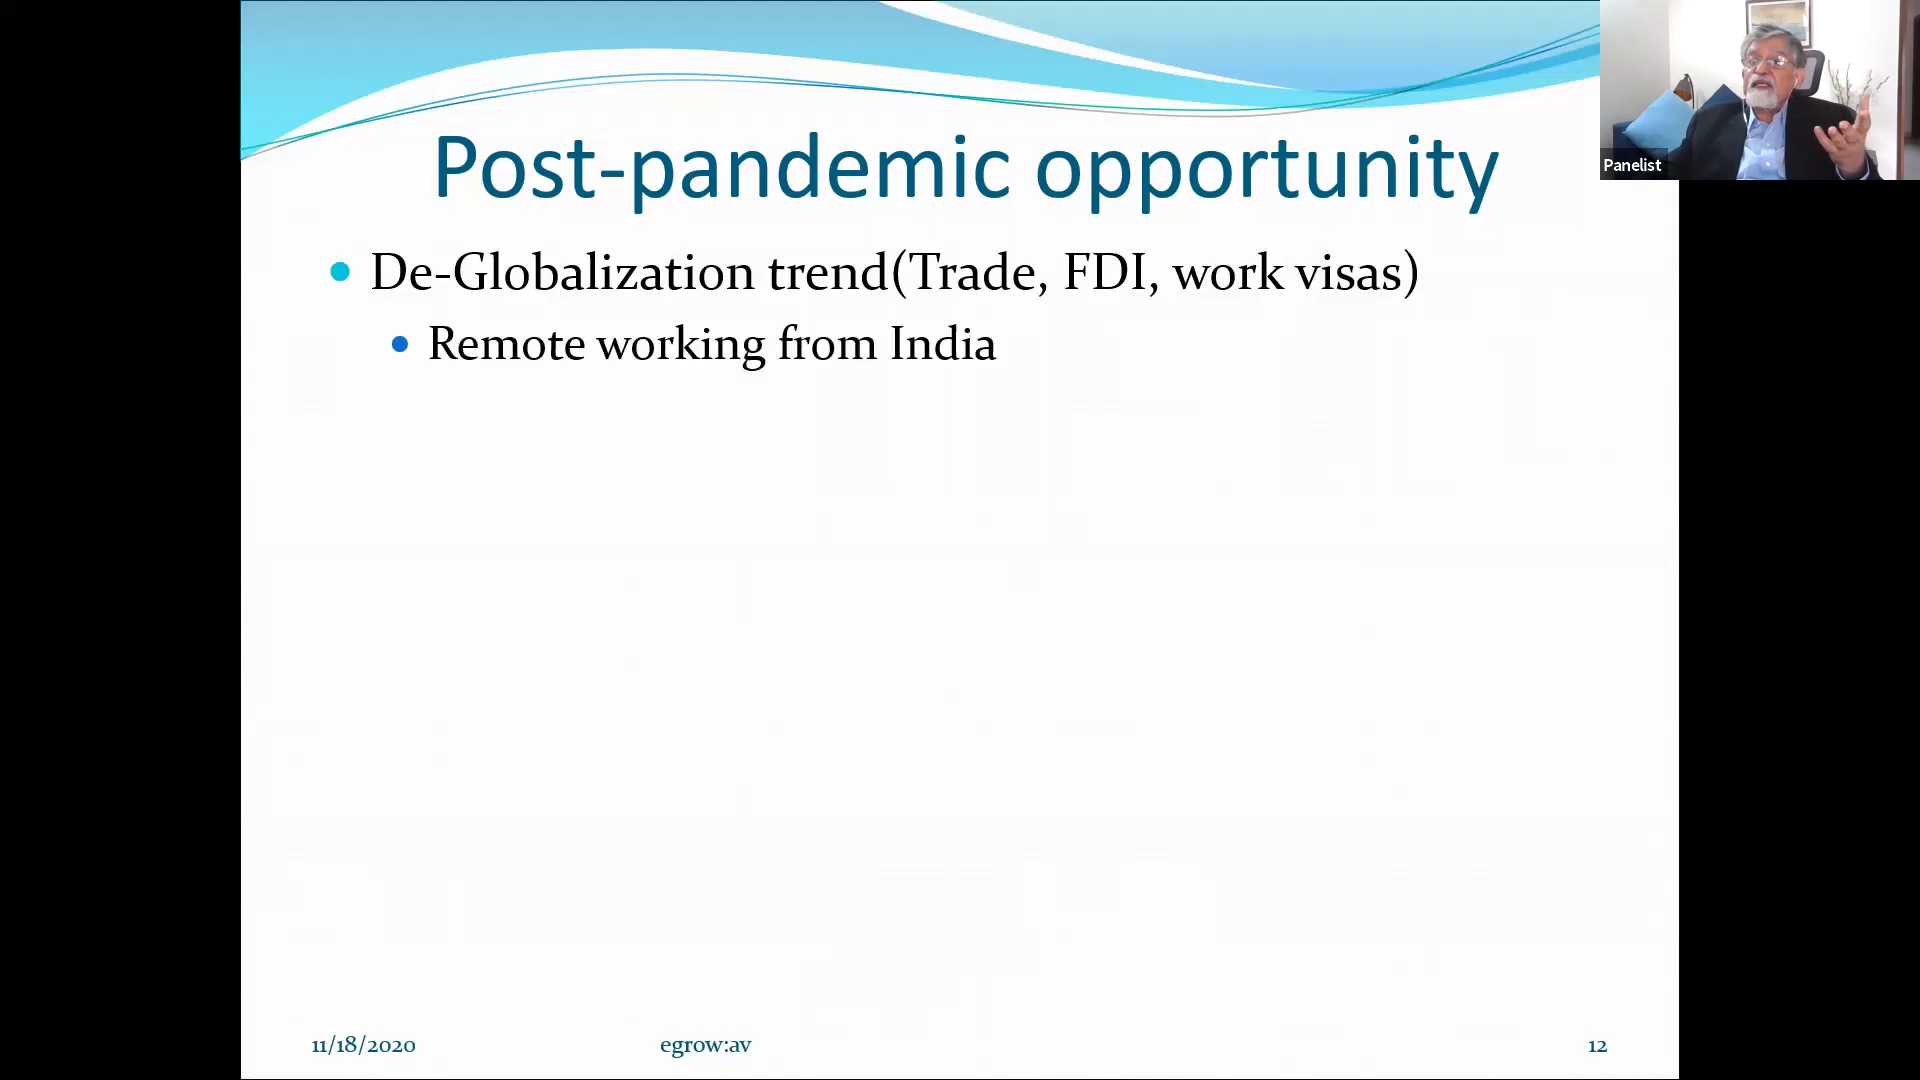 Post-pandemic opportunity
De-Globalization trend(Trade, FDI, work visas)
Remote working from India
11/18/2020
egrow:av
12
Panelist